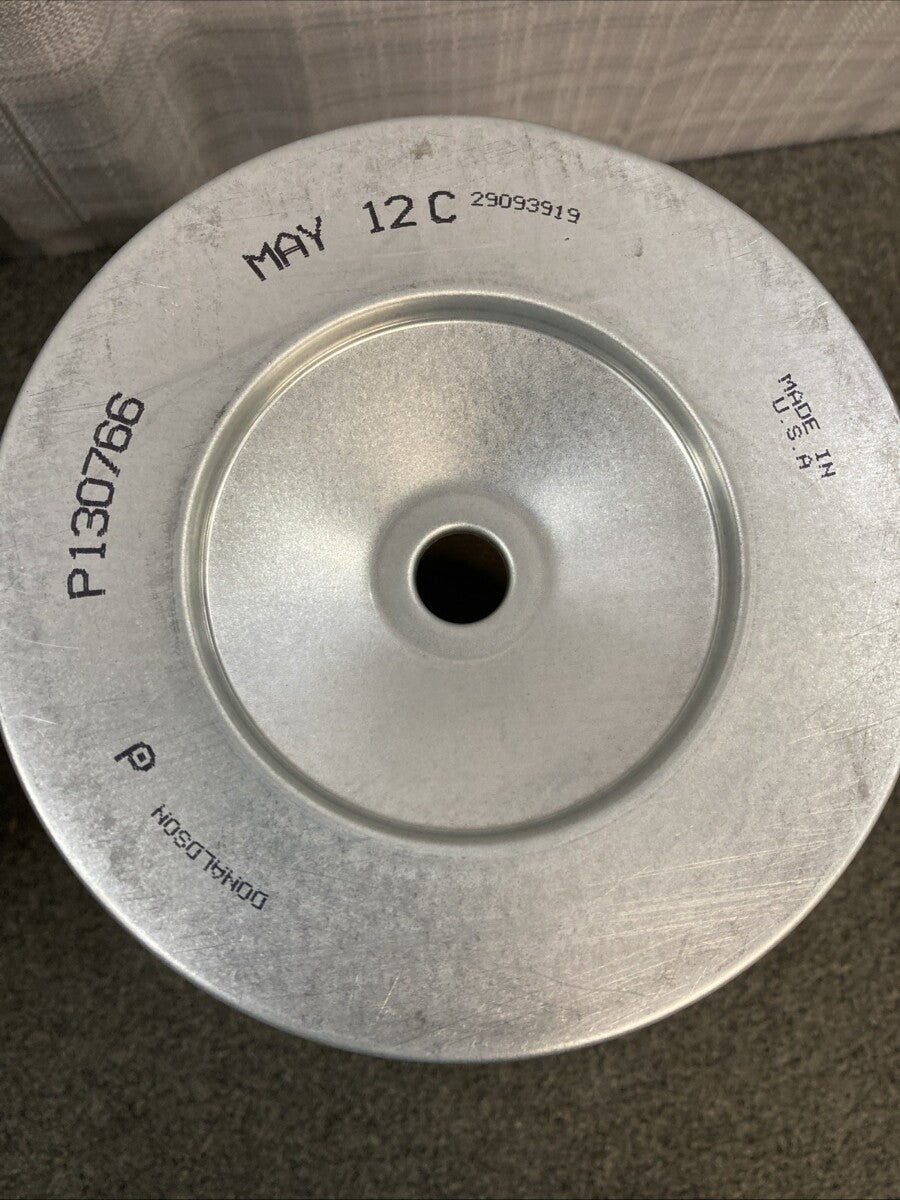 MAY 12 C 29093919
MADE IN
U.S.A
P130766
DONALDSON